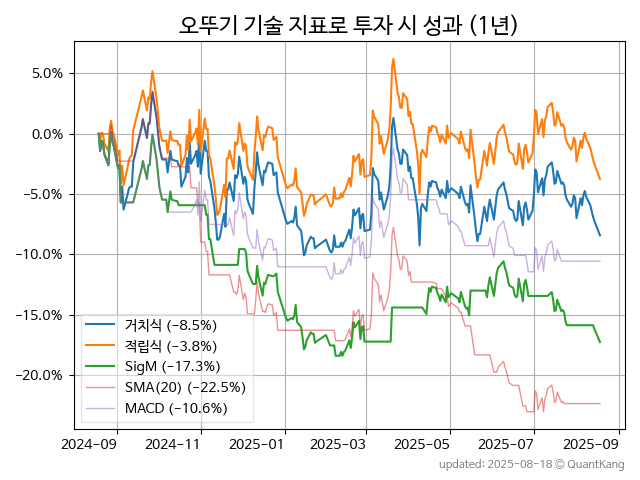 오뚜기 기술 지표로 투자 시 성과 (1년)
5.0%
0.0%
−5.0%
−10.0%
−15.0%
−20.0%
거치식 (−8.5%)
적립식 (−3.8%)
SigM (−17.3%)
SMA(20) (−22.5%)
MACD (−10.6%)
2024−09
2024−11
2025−01
2025−03
2025−05
2025−07
2025−09
updated: 2025−08−18 © QuantKang